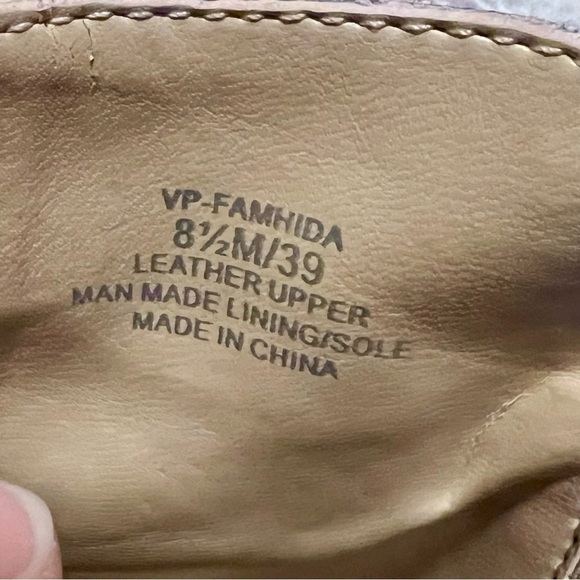 VP-FAMHIDA
8½M/39
LEATHER UPPER
MAN MADE LINING/SOLE
MADE IN CHINA